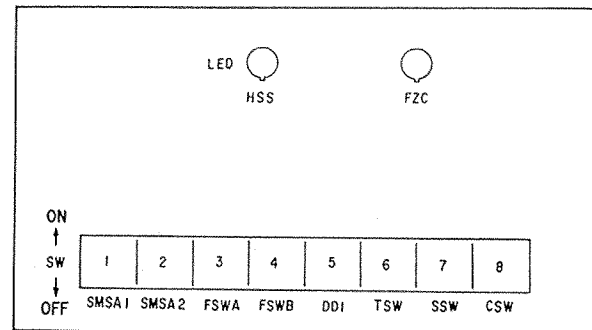 LED
HSS FZC
ON
SW 1 2 3 4 5 6 7 8
OFF SMSA1 SMSA2 FSWA FSWB DD1 TSW SSW CSW